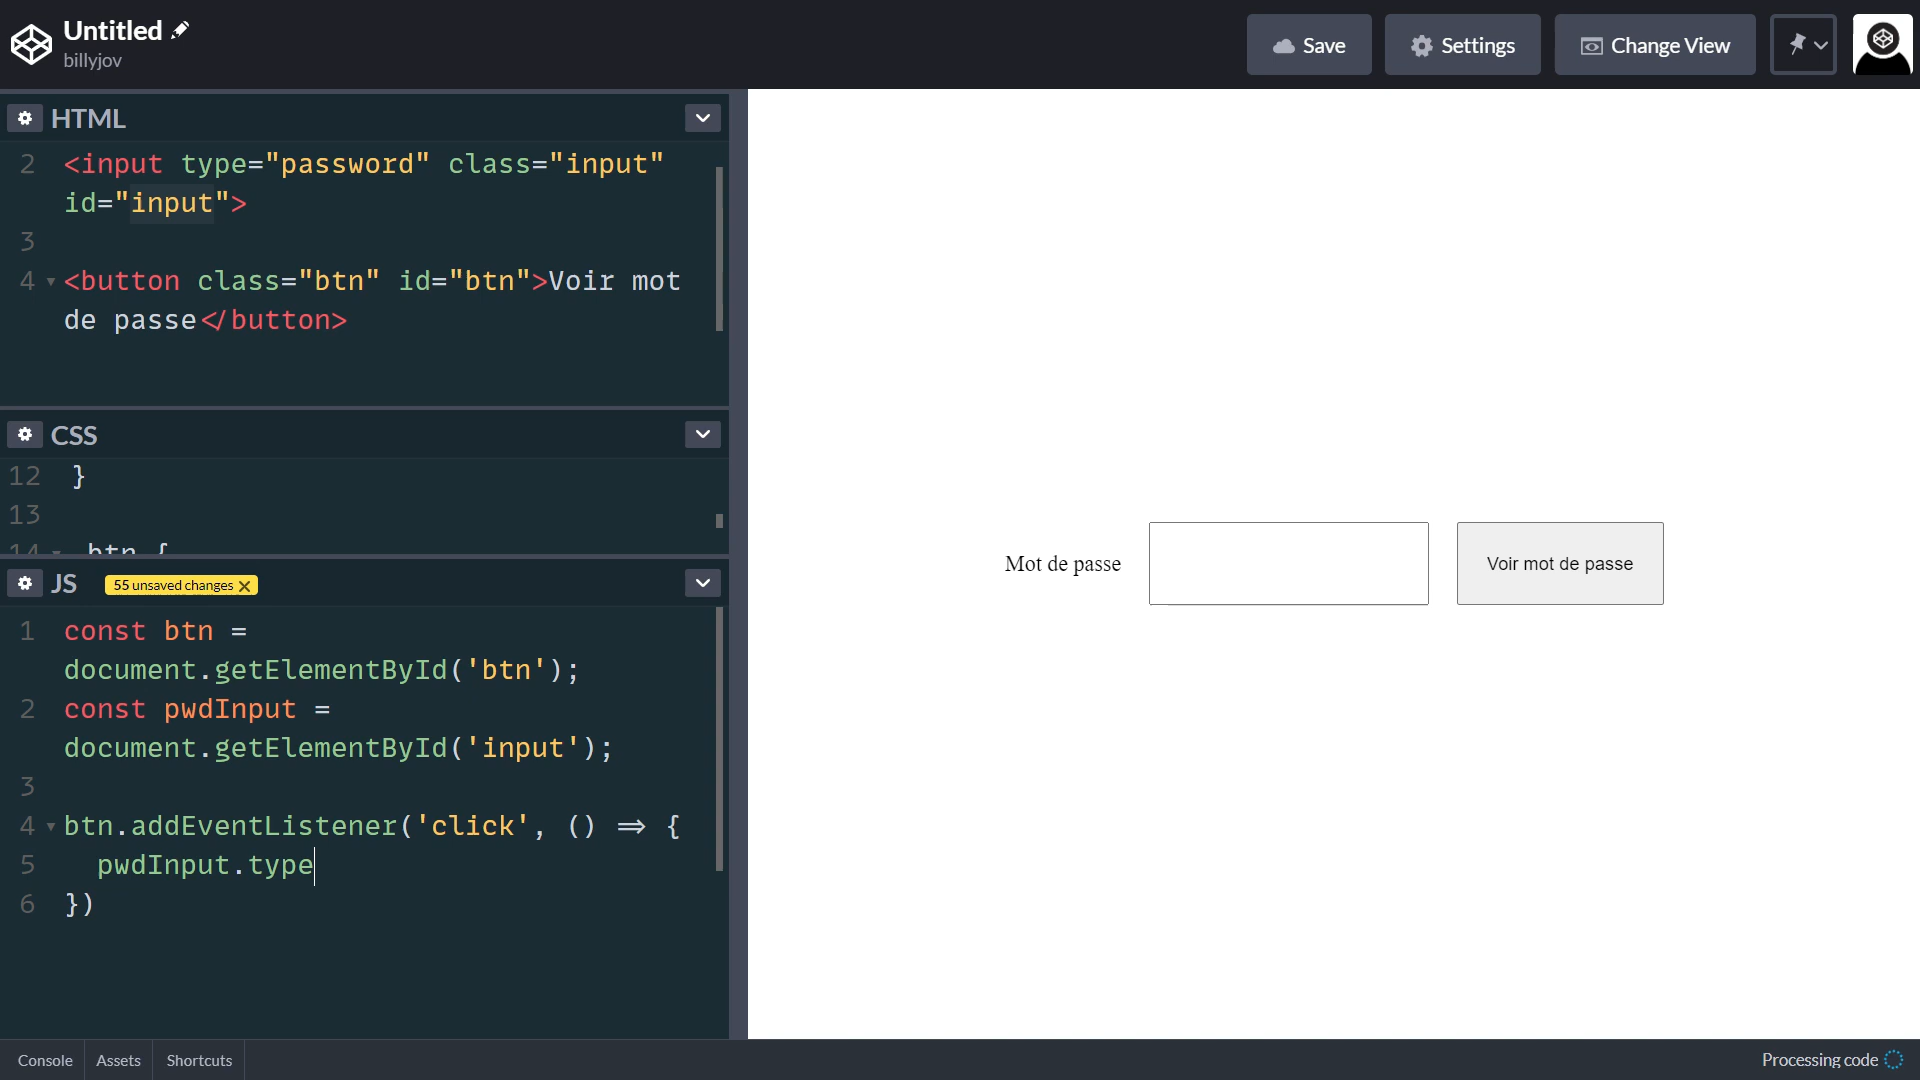 Untitled
billyjov
Save
Settings
Change View
HTML
2 <input type="password" class="input"
id="input">
3
4 <button class="btn" id="btn">Voir mot
de passe</button>
CSS
12 }
13
14 btn {
JS 55 unsaved changes
1 const btn =
document.getElementById('btn');
2 const pwdInput =
document.getElementById('input');
3
4 btn.addEventListener('click', () => {
5 pwdInput.type
6 })
Mot de passe
Voir mot de passe
Console
Assets
Shortcuts
Processing code